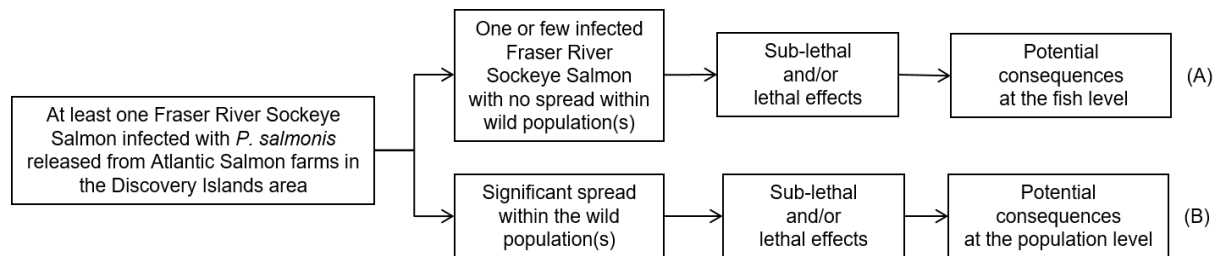 At least one Fraser River Sockeye
Salmon infected with P. salmonis
released from Atlantic Salmon farms in
the Discovery Islands area
One or few infected
Fraser River
Sockeye Salmon
with no spread within
wild population(s)
Sub-lethal
and/or
lethal effects
Potential
consequences
at the fish level
(A)
Significant spread
within the wild
population(s)
Sub-lethal
and/or
lethal effects
Potential
consequences
at the population level
(B)